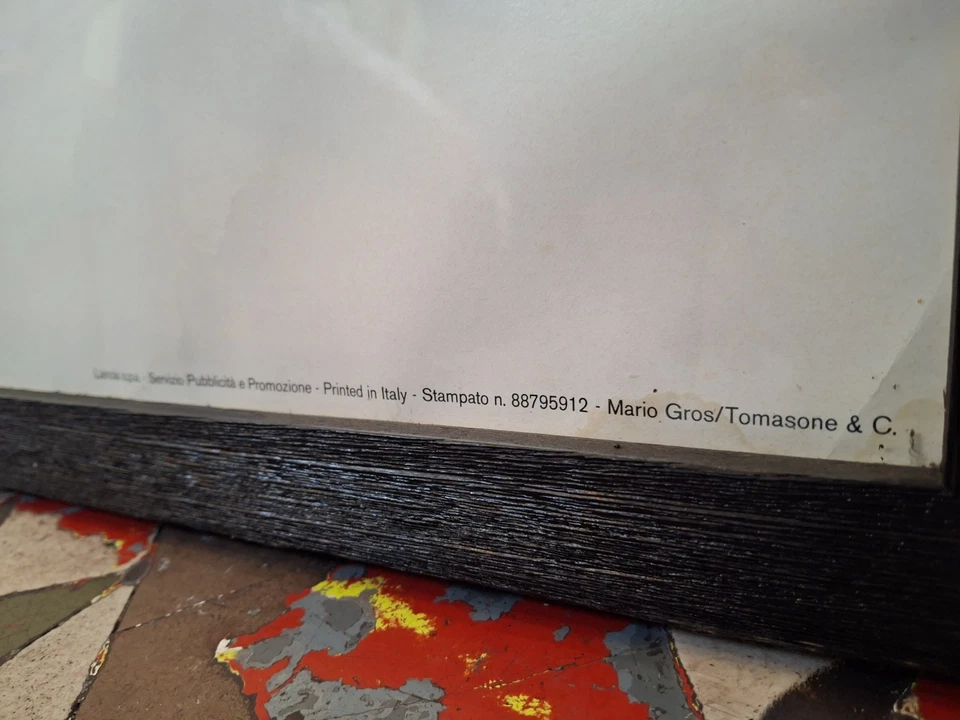 Servizio Pubblicità e Promozione - Printed in Italy - Stampato n. 88795912 - Mario Gros/Tomasone & C.